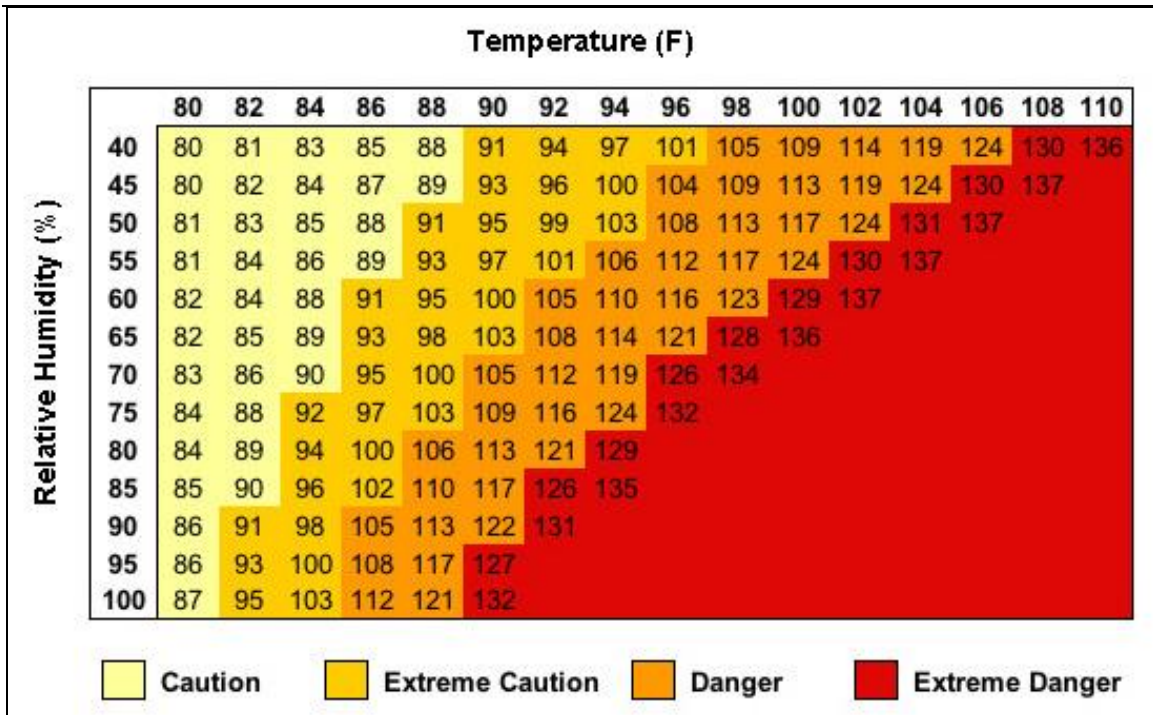 Temperature (F)
80 82 84 86 88 90 92 94 96 98 100 102 104 106 108 110
40 80 81 83 85 88 91 94 97 101 105 109 114 119 124 130 136
45 80 82 84 87 89 93 96 100 104 109 113 119 124 130 137
50 81 83 85 88 91 95 99 103 108 113 117 124 131 137
55 81 84 86 89 93 97 101 106 112 117 124 130 137
60 82 84 88 91 95 100 105 110 116 123 129 137
65 82 85 89 93 98 103 108 114 121 128 136
70 83 86 90 95 100 105 112 119 126 134
75 84 88 92 97 103 109 116 124 132
80 84 89 94 100 106 113 121 129
85 85 90 96 102 110 117 126 135
90 86 91 98 105 113 122 131
95 86 93 100 108 117 127
100 87 95 103 112 121 132
Relative Humidity (%)
Caution Extreme Caution Danger Extreme Danger